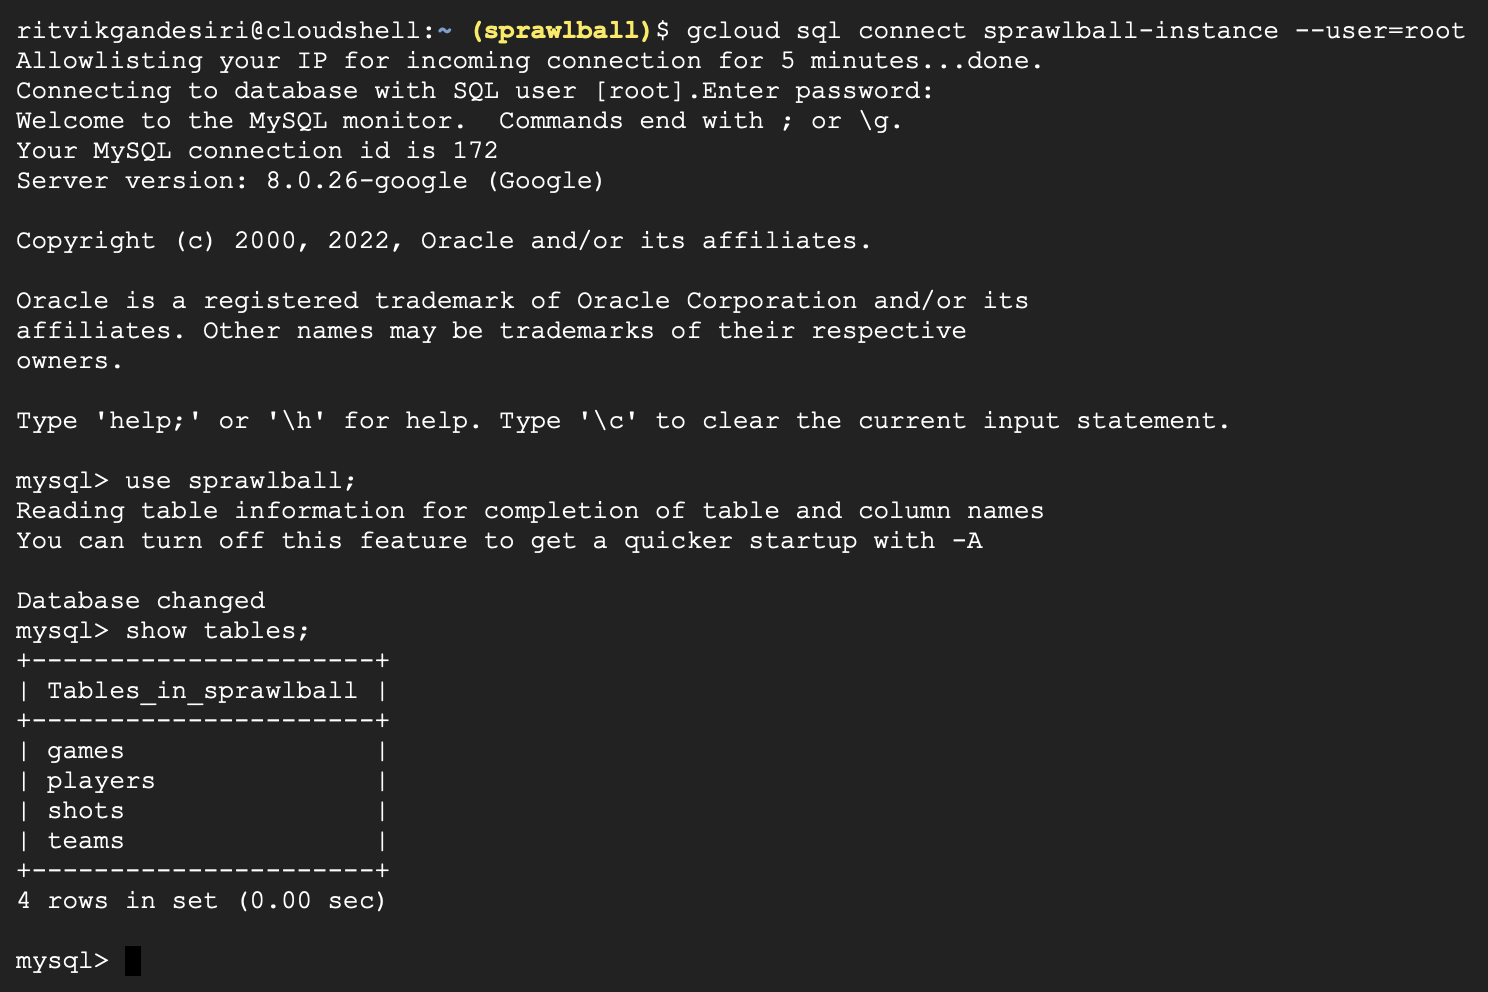 ritvikgandesiri@cloudshell:~ (sprawlball)$ gcloud sql connect sprawlball-instance --user=root
Allowlisting your IP for incoming connection for 5 minutes...done.
Connecting to database with SQL user [root].Enter password:
Welcome to the MySQL monitor.  Commands end with ; or \g.
Your MySQL connection id is 172
Server version: 8.0.26-google (Google)

Copyright (c) 2000, 2022, Oracle and/or its affiliates.

Oracle is a registered trademark of Oracle Corporation and/or its
affiliates. Other names may be trademarks of their respective
owners.

Type 'help;' or '\h' for help. Type '\c' to clear the current input statement.

mysql> use sprawlball;
Reading table information for completion of table and column names
You can turn off this feature to get a quicker startup with -A

Database changed
mysql> show tables;
+----------------------+
| Tables_in_sprawlball |
+----------------------+
| games                |
| players              |
| shots                |
| teams                |
+----------------------+
4 rows in set (0.00 sec)

mysql>